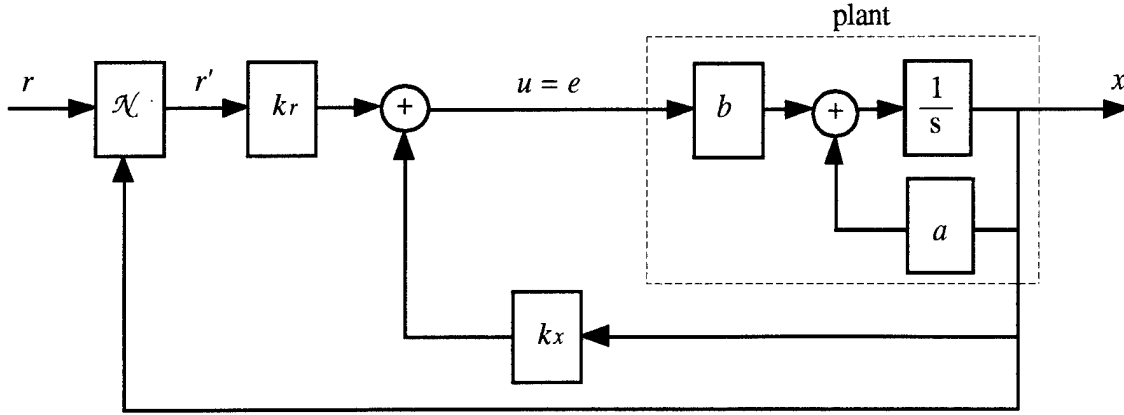 plant
r
𝒩
r'
kr
+
u = e
b
+
1
s
x
a
kx